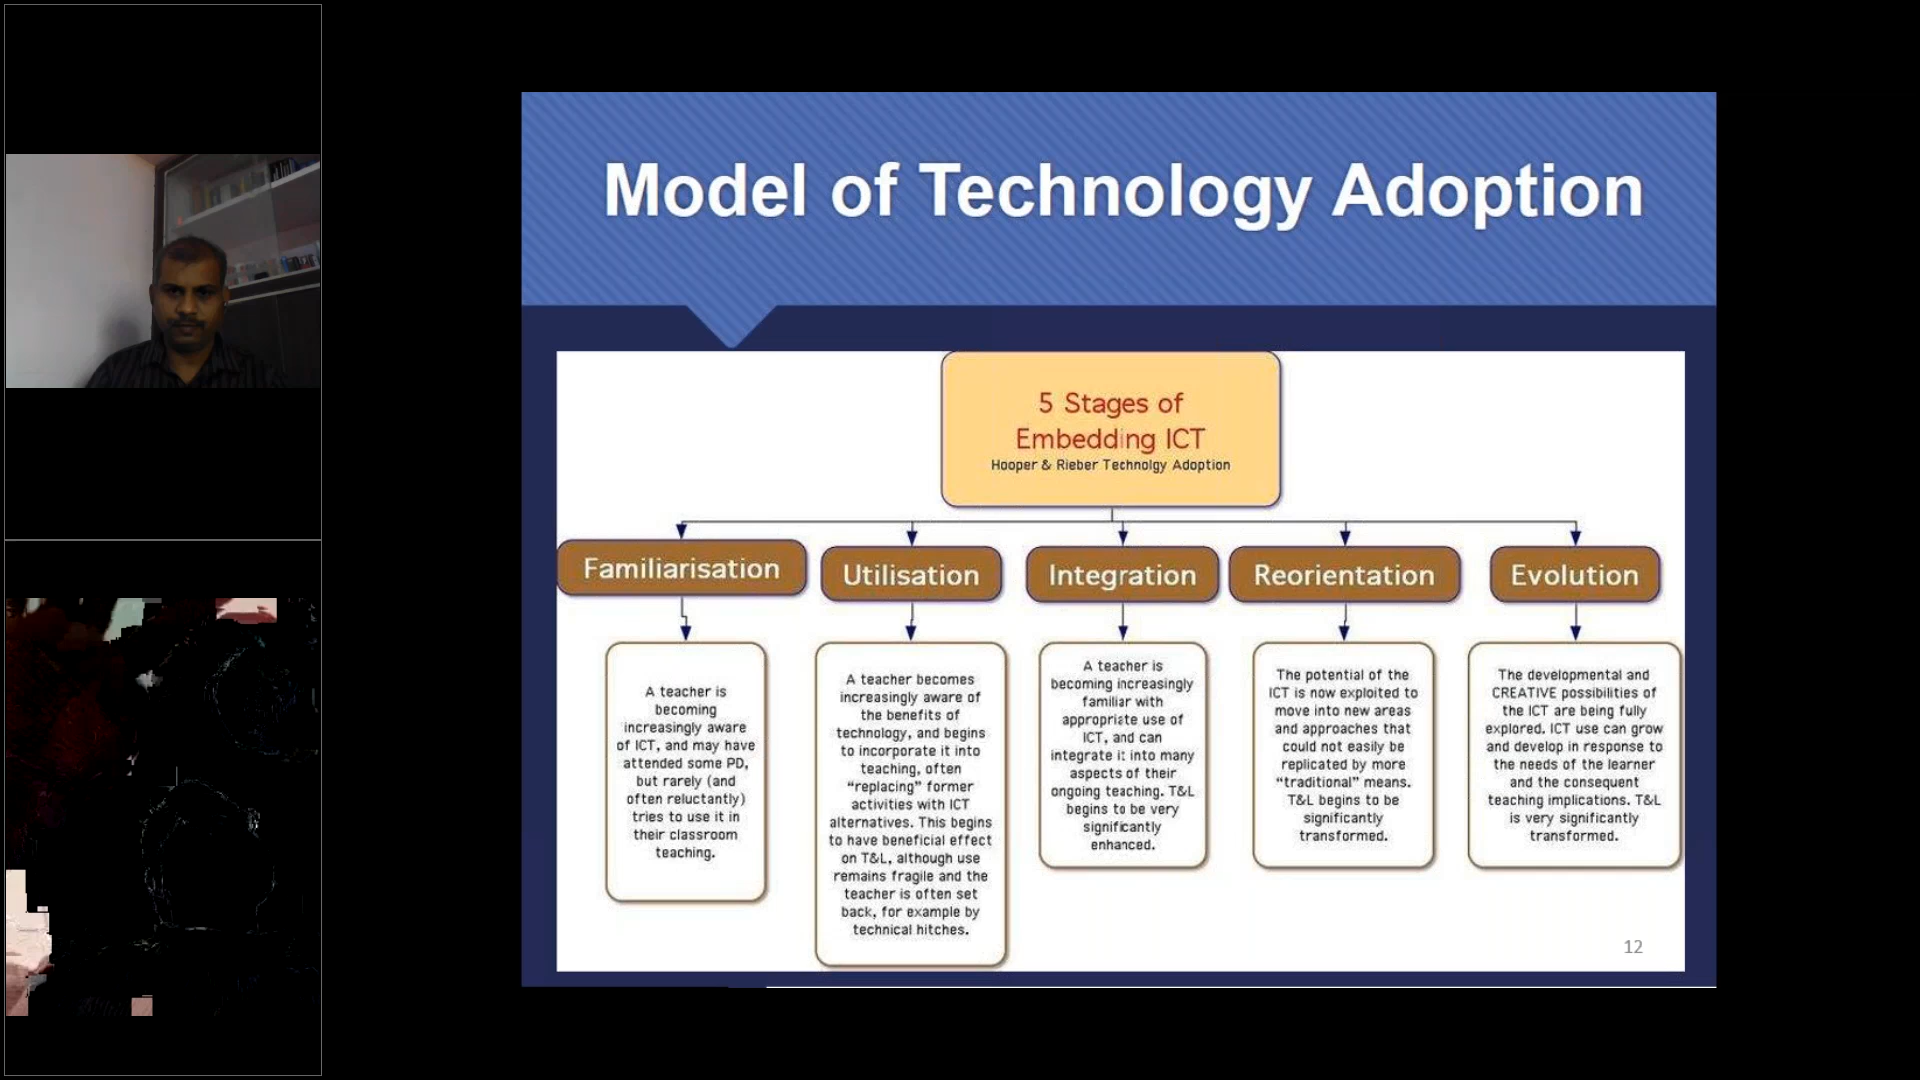 Model of Technology Adoption
5 Stages of
Embedding ICT
Hooper & Rieber Technolgy Adoption
Familiarisation
A teacher is
becoming
increasingly aware
of ICT, and may have
attended some PD,
but rarely (and
often reluctantly)
tries to use it in
their classroom
teaching.
Utilisation
A teacher becomes
increasingly aware of
the benefits of
technology, and begins
to incorporate it into
teaching, often
“replacing” former
activities with ICT
alternatives. This begins
to have beneficial effect
on T&L, although use
remains fragile and the
teacher is often set
back, for example by
technical hitches.
Integration
A teacher is
becoming increasingly
familiar with
appropriate use of
ICT, and can
integrate it into many
aspects of their
ongoing teaching. T&L
begins to be very
significantly
enhanced.
Reorientation
The potential of the
ICT is now exploited to
move into new areas
and approaches that
could not easily be
replicated by more
“traditional” means.
T&L begins to be
significantly
transformed.
Evolution
The developmental and
CREATIVE possibilities of
the ICT are being fully
explored. ICT use can grow
and develop in response to
the needs of the learner
and the consequent
teaching implications. T&L
is very significantly
transformed.
12